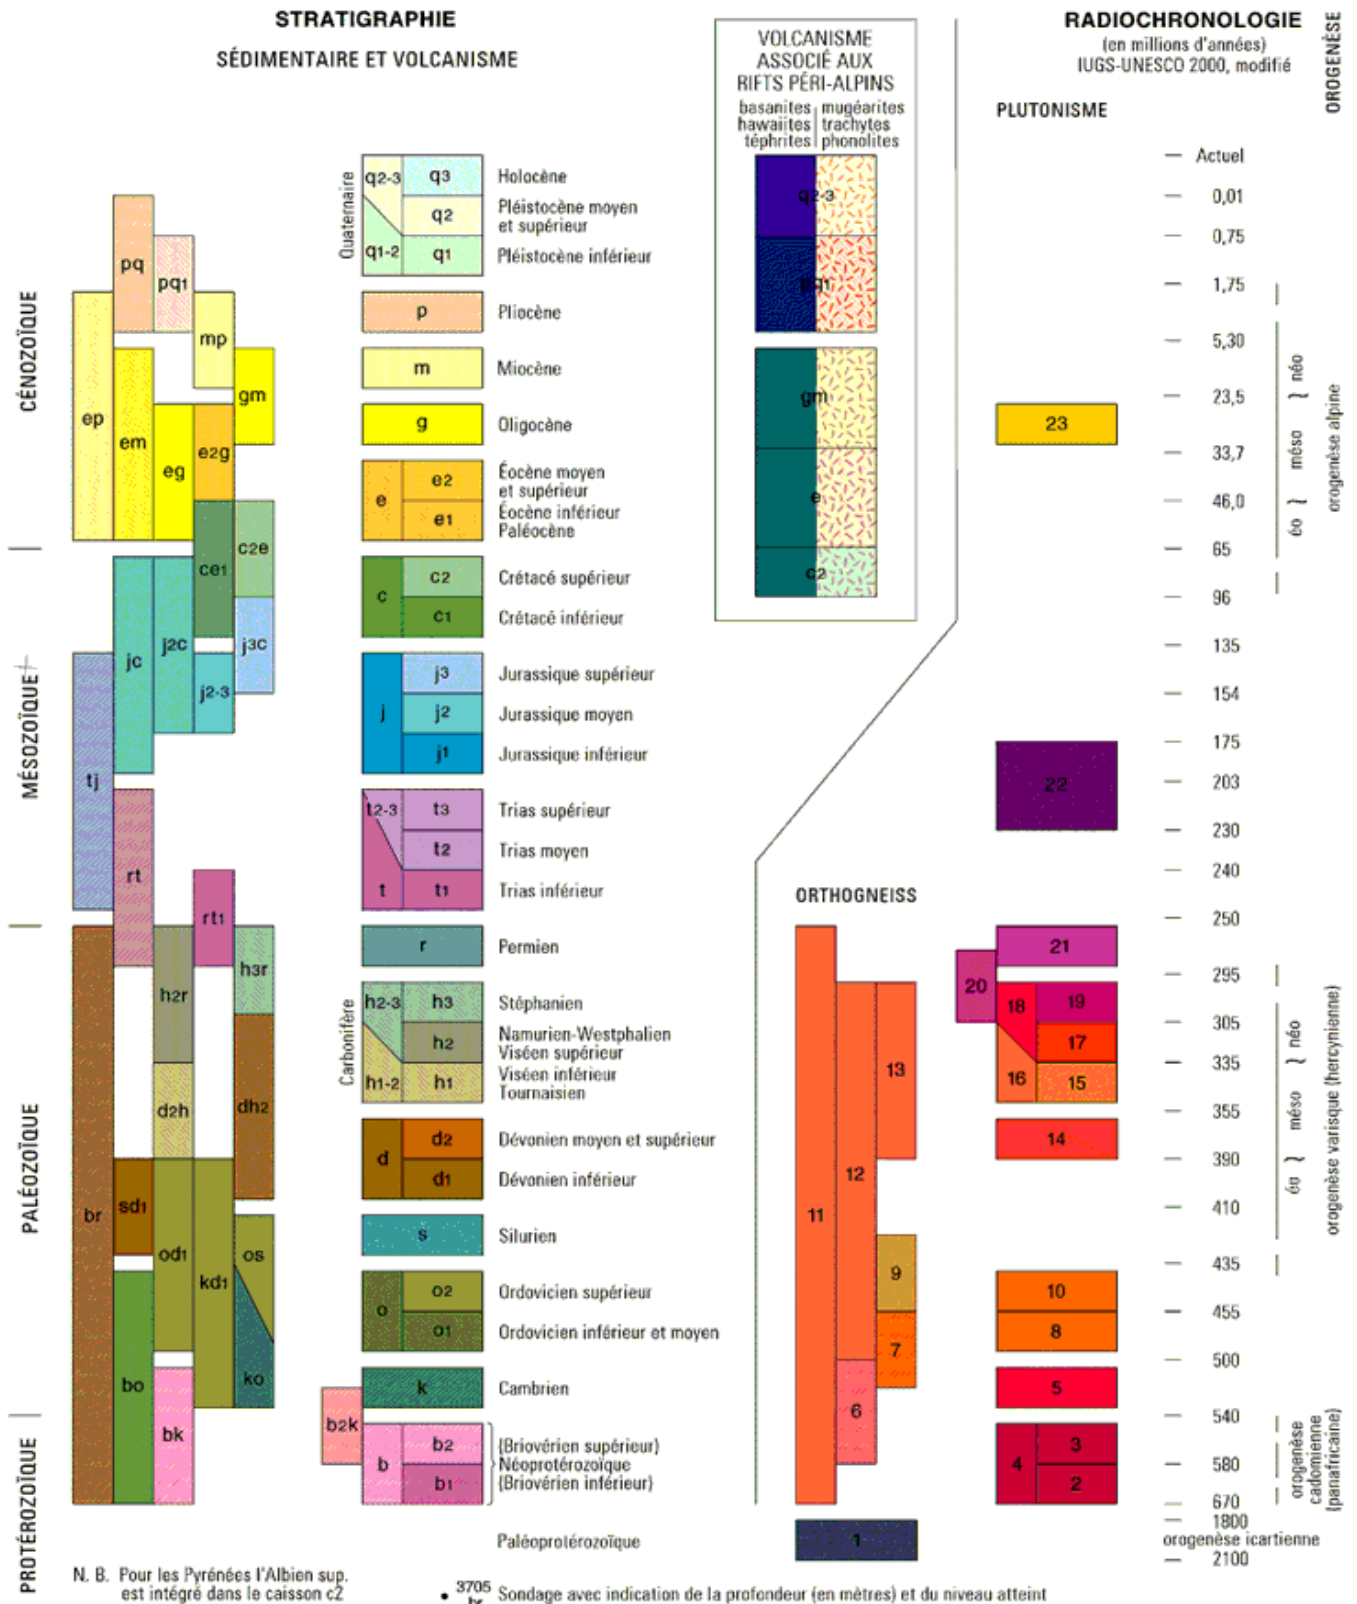 STRATIGRAPHIE
SÉDIMENTAIRE ET VOLCANISME
VOLCANISME
ASSOCIÉ AUX
RIFTS PÉRI-ALPINS
basanites
hawaiites
téphrites
mugéarites
trachytes
phonolites
RADIOCHRONOLOGIE
(en millions d'années)
IUGS-UNESCO 2000, modifié
OROGENÈSE
PLUTONISME
CÉNOZOÏQUE
MÉSOZOÏQUE
PALÉOZOÏQUE
PROTÉROZOÏQUE
pq
pq1
mp
gm
ep
em
eg
e2g
ce1
c2e
jc
j2c
j3c
j2-3
tj
rt
rt1
h2r
h3r
d2h
dh2
br
sd1
od1
kd1
os
ko
bo
bk
b2k
Quaternaire
q2-3
q3
Holocène
q2
Pléistocène moyen
et supérieur
q1-2
q1
Pléistocène inférieur
p
Pliocène
m
Miocène
g
Oligocène
e
e2
Éocène moyen
et supérieur
e1
Éocène inférieur
Paléocène
c
c2
Crétacé supérieur
c1
Crétacé inférieur
j
j3
Jurassique supérieur
j2
Jurassique moyen
j1
Jurassique inférieur
t2-3
t3
Trias supérieur
t2
Trias moyen
t
t1
Trias inférieur
r
Permien
Carbonifère
h2-3
h3
Stéphanien
h2
Namurien-Westphalien
Viséen supérieur
h1-2
h1
Viséen inférieur
Tournaisien
d
d2
Dévonien moyen et supérieur
d1
Dévonien inférieur
s
Silurien
o
o2
Ordovicien supérieur
o1
Ordovicien inférieur et moyen
k
Cambrien
b
b2
(Briovérien supérieur)
Néoprotérozoïque
b1
(Briovérien inférieur)
Paléoprotérozoïque
q2-3
pq1
gm
e
c2
ORTHOGNEISS
11
12
13
9
7
6
1
23
22
21
20
18
19
17
16
15
14
10
8
5
4
3
2
Actuel
0,01
0,75
1,75
5,30
23,5
33,7
46,0
65
96
135
154
175
203
230
240
250
295
305
335
355
390
410
435
455
500
540
580
670
1800
orogenèse icartienne
2100
éo } méso } néo
orogenèse alpine
éo } méso } néo
orogenèse varisque (hercynienne)
orogenèse
cadomienne
(panafricaine)
N. B. Pour les Pyrénées l'Albien sup.
est intégré dans le caisson c2
• 3705
br
Sondage avec indication de la profondeur (en mètres) et du niveau atteint